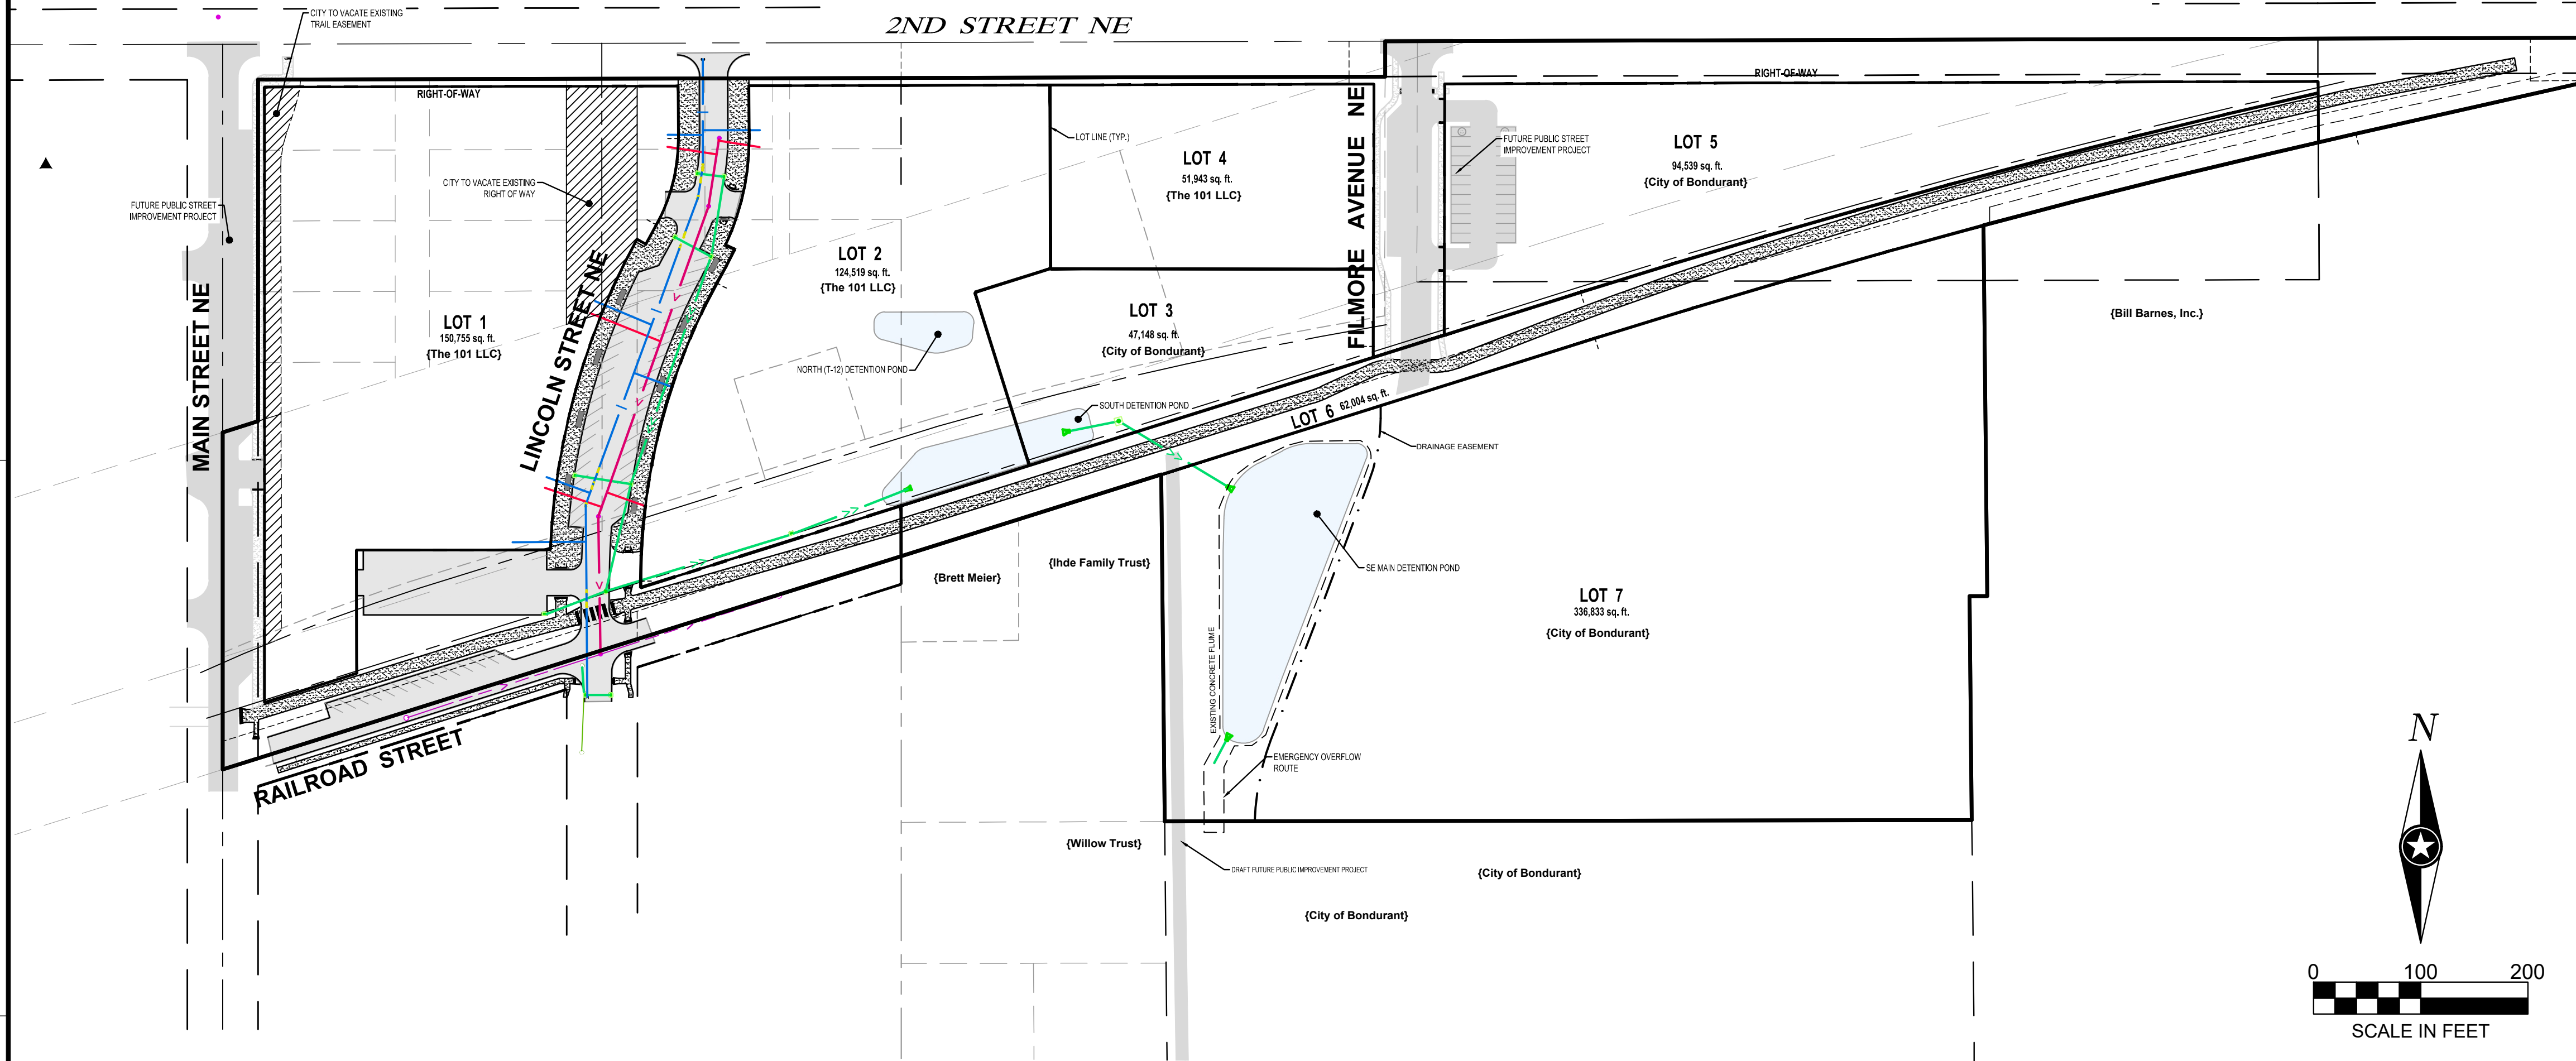 CITY TO VACATE EXISTING
TRAIL EASEMENT
2ND STREET NE
RIGHT-OF-WAY
RIGHT-OF-WAY
LOT LINE (TYP.)
LOT 4
51,943 sq. ft.
{The 101 LLC}
FILMORE AVENUE NE
FUTURE PUBLIC STREET
IMPROVEMENT PROJECT
LOT 5
94,539 sq. ft.
{City of Bondurant}
CITY TO VACATE EXISTING
RIGHT OF WAY
FUTURE PUBLIC STREET
IMPROVEMENT PROJECT
MAIN STREET NE
LOT 1
150,755 sq. ft.
{The 101 LLC}
LINCOLN STREET NE
LOT 2
124,519 sq. ft.
{The 101 LLC}
LOT 3
47,148 sq. ft.
{City of Bondurant}
{Bill Barnes, Inc.}
NORTH (T-12) DETENTION POND
SOUTH DETENTION POND
LOT 6 62,004 sq. ft.
DRAINAGE EASEMENT
{Brett Meier}
{Ihde Family Trust}
SE MAIN DETENTION POND
LOT 7
336,833 sq. ft.
{City of Bondurant}
EXISTING CONCRETE FLUME
EMERGENCY OVERFLOW
ROUTE
RAILROAD STREET
{Willow Trust}
DRAFT FUTURE PUBLIC IMPROVEMENT PROJECT
{City of Bondurant}
{City of Bondurant}
N
0 100 200
SCALE IN FEET